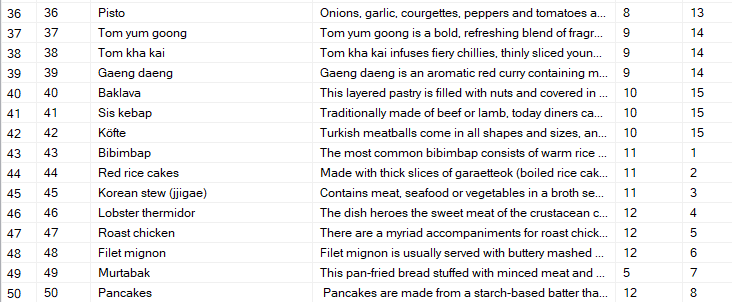 36 36 Pisto Onions, garlic, courgettes, peppers and tomatoes a... 8 13
37 37 Tom yum goong Tom yum goong is a bold, refreshing blend of fragr... 9 14
38 38 Tom kha kai Tom kha kai infuses fiery chillies, thinly sliced youn... 9 14
39 39 Gaeng daeng Gaeng daeng is an aromatic red curry containing m... 9 14
40 40 Baklava This layered pastry is filled with nuts and covered in ... 10 15
41 41 Sis kebap Traditionally made of beef or lamb, today diners ca... 10 15
42 42 Köfte Turkish meatballs come in all shapes and sizes, an... 10 15
43 43 Bibimbap The most common bibimbap consists of warm rice ... 11 1
44 44 Red rice cakes Made with thick slices of garaetteok (boiled rice cak... 11 2
45 45 Korean stew (jjigae) Contains meat, seafood or vegetables in a broth se... 11 3
46 46 Lobster thermidor The dish heroes the sweet meat of the crustacean c... 12 4
47 47 Roast chicken There are a myriad accompaniments for roast chick... 12 5
48 48 Filet mignon Filet mignon is usually served with buttery mashed ... 12 6
49 49 Murtabak This pan-fried bread stuffed with minced meat and ... 5 7
50 50 Pancakes Pancakes are made from a starch-based batter tha... 12 8